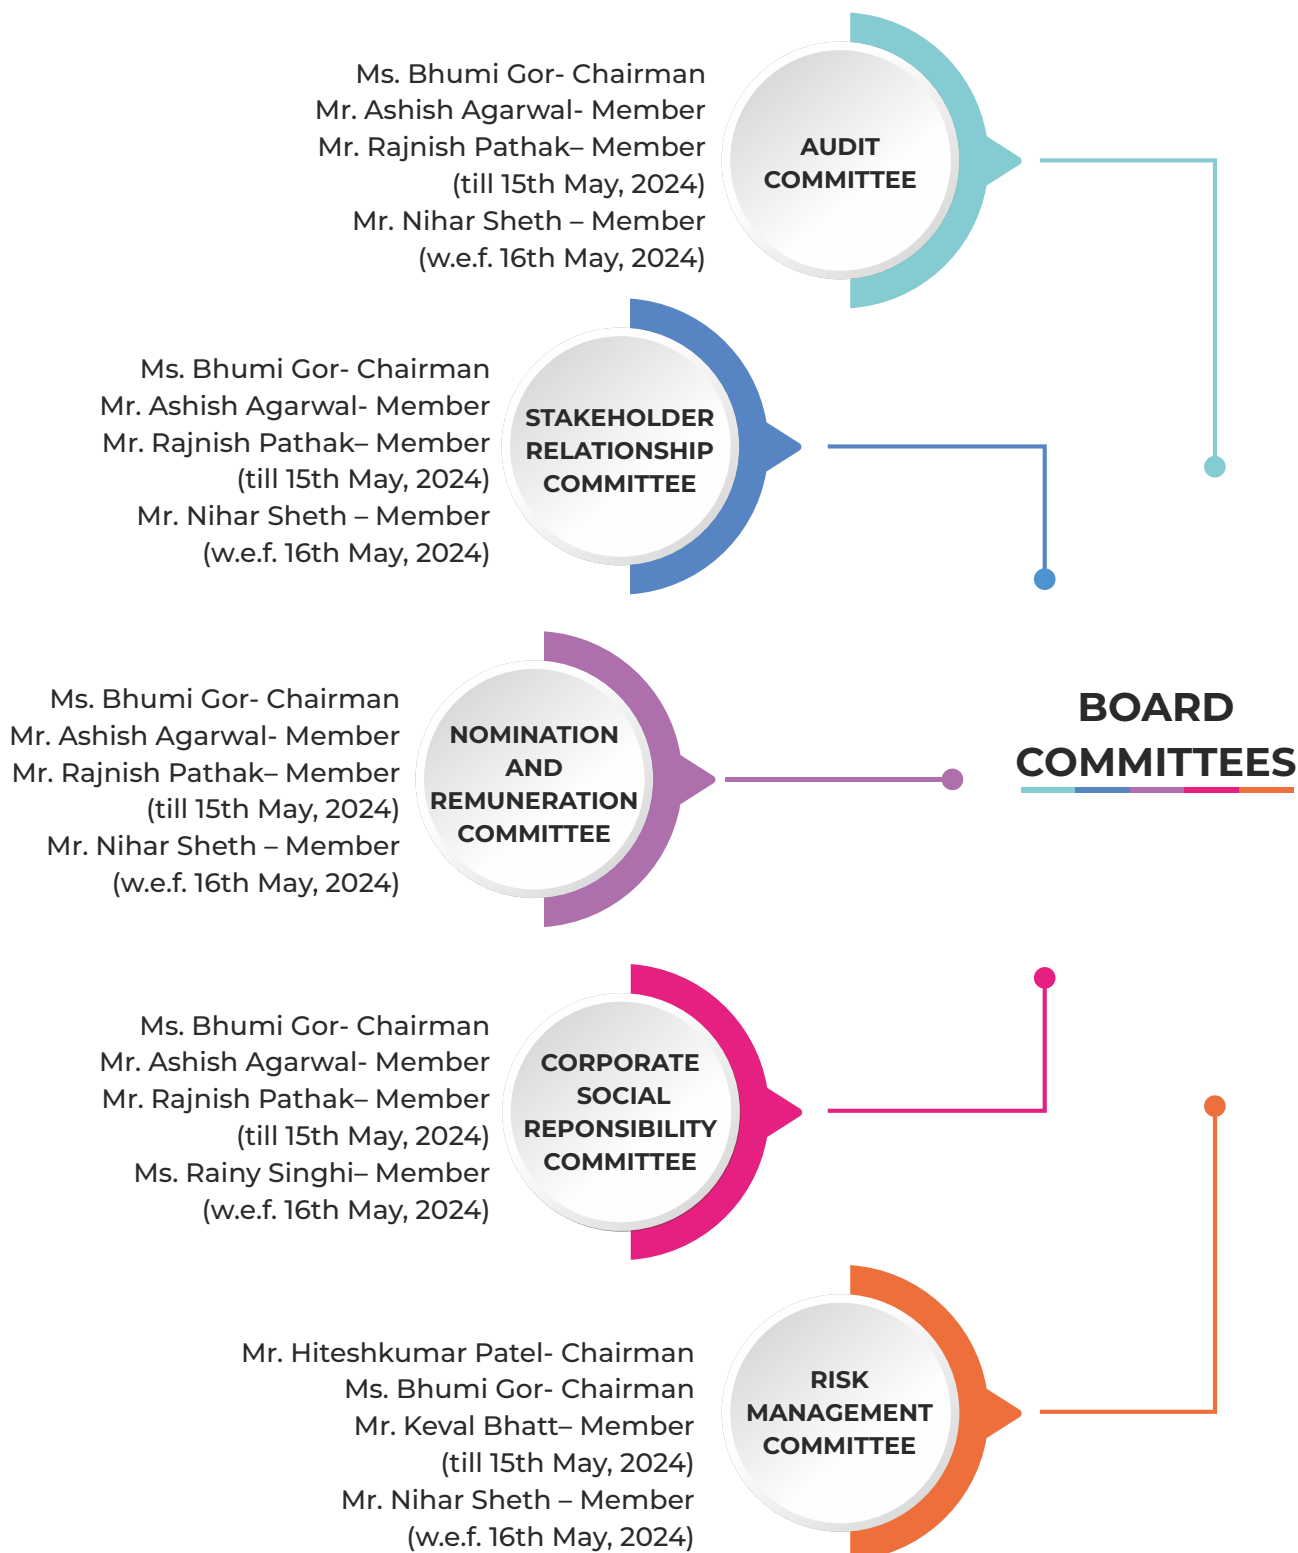 Ms. Bhumi Gor- Chairman
Mr. Ashish Agarwal- Member
Mr. Rajnish Pathak– Member
(till 15th May, 2024)
Mr. Nihar Sheth – Member
(w.e.f. 16th May, 2024)
AUDIT
COMMITTEE
Ms. Bhumi Gor- Chairman
Mr. Ashish Agarwal- Member
Mr. Rajnish Pathak– Member
(till 15th May, 2024)
Mr. Nihar Sheth – Member
(w.e.f. 16th May, 2024)
STAKEHOLDER
RELATIONSHIP
COMMITTEE
Ms. Bhumi Gor- Chairman
Mr. Ashish Agarwal- Member
Mr. Rajnish Pathak– Member
(till 15th May, 2024)
Mr. Nihar Sheth – Member
(w.e.f. 16th May, 2024)
NOMINATION
AND
REMUNERATION
COMMITTEE
BOARD
COMMITTEES
Ms. Bhumi Gor- Chairman
Mr. Ashish Agarwal- Member
Mr. Rajnish Pathak– Member
(till 15th May, 2024)
Ms. Rainy Singhi– Member
(w.e.f. 16th May, 2024)
CORPORATE
SOCIAL
REPONSIBILITY
COMMITTEE
Mr. Hiteshkumar Patel- Chairman
Ms. Bhumi Gor- Chairman
Mr. Keval Bhatt– Member
(till 15th May, 2024)
Mr. Nihar Sheth – Member
(w.e.f. 16th May, 2024)
RISK
MANAGEMENT
COMMITTEE